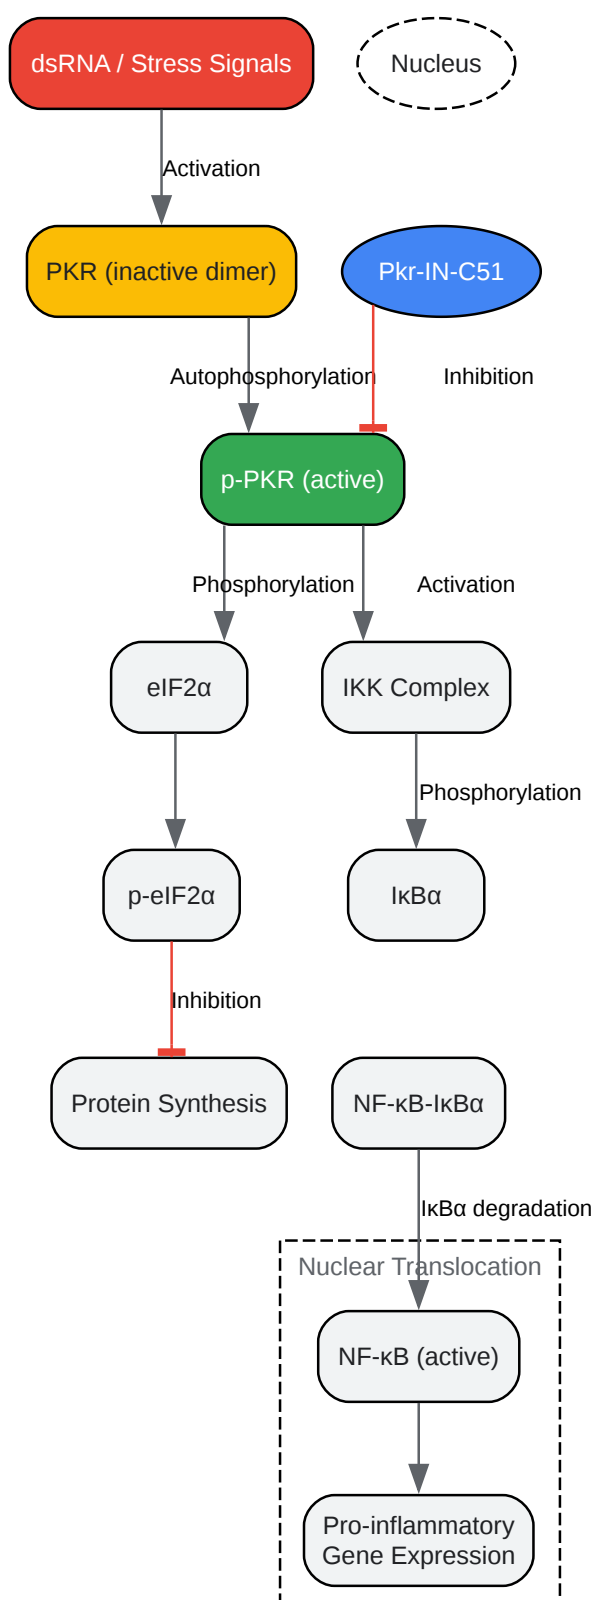 dsRNA / Stress Signals
Nucleus
Activation
PKR (inactive dimer)
Pkr-IN-C51
Autophosphorylation
Inhibition
p-PKR (active)
Phosphorylation
Activation
eIF2α
IKK Complex
Phosphorylation
p-eIF2α
IκBα
Inhibition
Protein Synthesis
NF-κB-IκBα
IκBα degradation
Nuclear Translocation
NF-κB (active)
Pro-inflammatory
Gene Expression